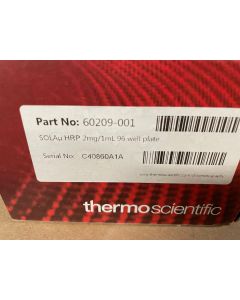 Part No: 60209-001
SOLAu HRP 2mg/1mL 96 well plate
Serial No: C40860A1A
thermoscientific